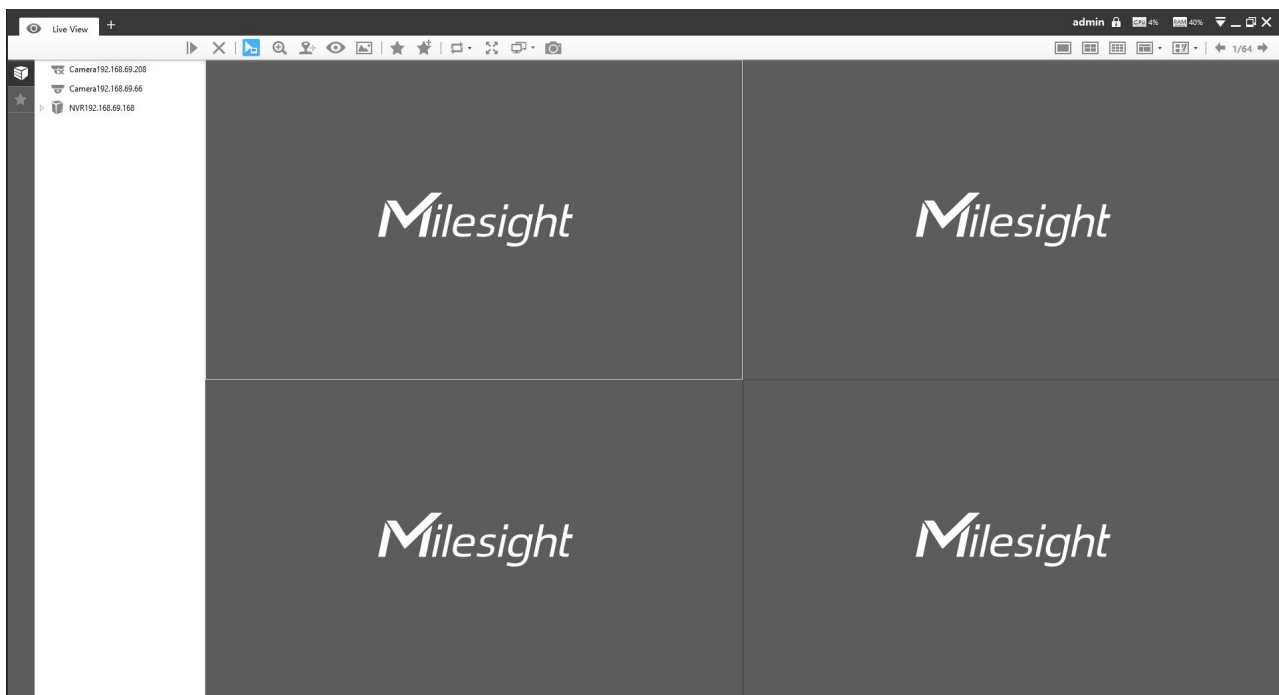 Live View +
admin CPU 4% RAM 40%
1/64
Camera192.168.69.208
Camera192.168.69.66
NVR192.168.69.168
Milesight
Milesight
Milesight
Milesight